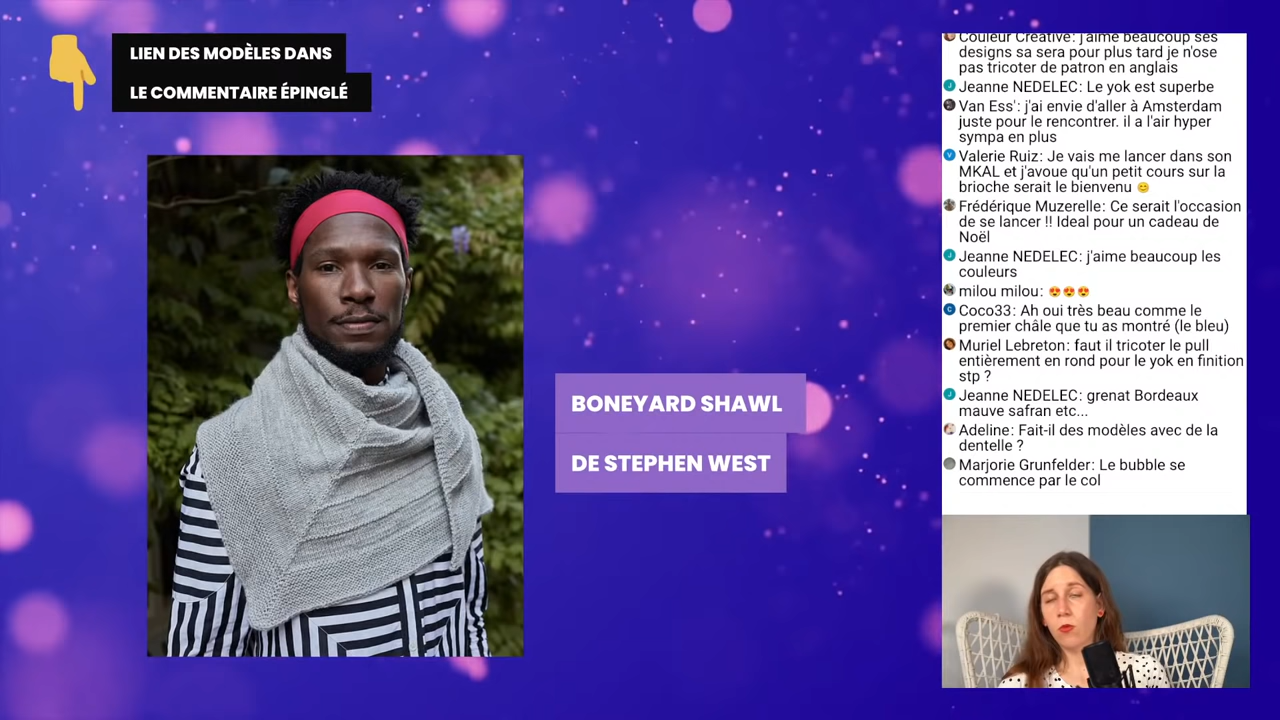 LIEN DES MODÈLES DANS
LE COMMENTAIRE ÉPINGLÉ
BONEYARD SHAWL
DE STEPHEN WEST
Couleur Creative: j'aime beaucoup ses
designs sa sera pour plus tard je n'ose
pas tricoter de patron en anglais
J Jeanne NEDELEC: Le yok est superbe
Van Ess': j'ai envie d'aller à Amsterdam
juste pour le rencontrer. il a l'air hyper
sympa en plus
V Valerie Ruiz: Je vais me lancer dans son
MKAL et j'avoue qu'un petit cours sur la
brioche serait le bienvenu 😊
Frédérique Muzerelle: Ce serait l'occasion
de se lancer !! Ideal pour un cadeau de
Noël
J Jeanne NEDELEC: j'aime beaucoup les
couleurs
milou milou: 😍😍😍
C Coco33: Ah oui très beau comme le
premier châle que tu as montré (le bleu)
Muriel Lebreton: faut il tricoter le pull
entièrement en rond pour le yok en finition
stp ?
J Jeanne NEDELEC: grenat Bordeaux
mauve safran etc...
Adeline: Fait-il des modèles avec de la
dentelle ?
Marjorie Grunfelder: Le bubble se
commence par le col